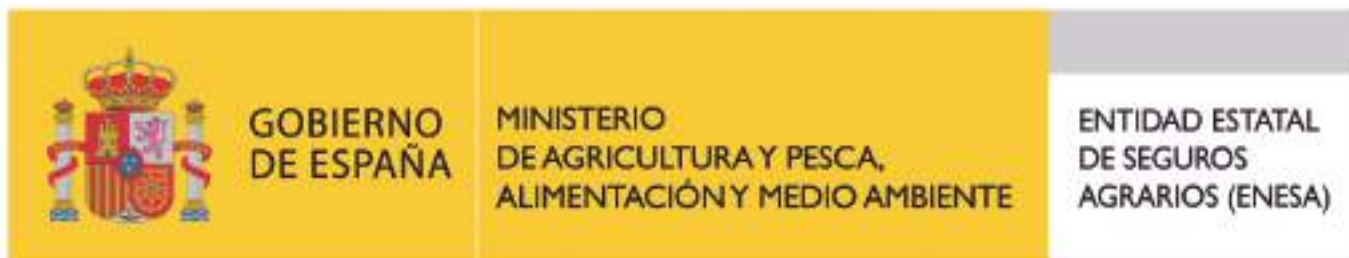 GOBIERNO
DE ESPAÑA
MINISTERIO
DE AGRICULTURA Y PESCA,
ALIMENTACIÓN Y MEDIO AMBIENTE
ENTIDAD ESTATAL
DE SEGUROS
AGRARIOS (ENESA)